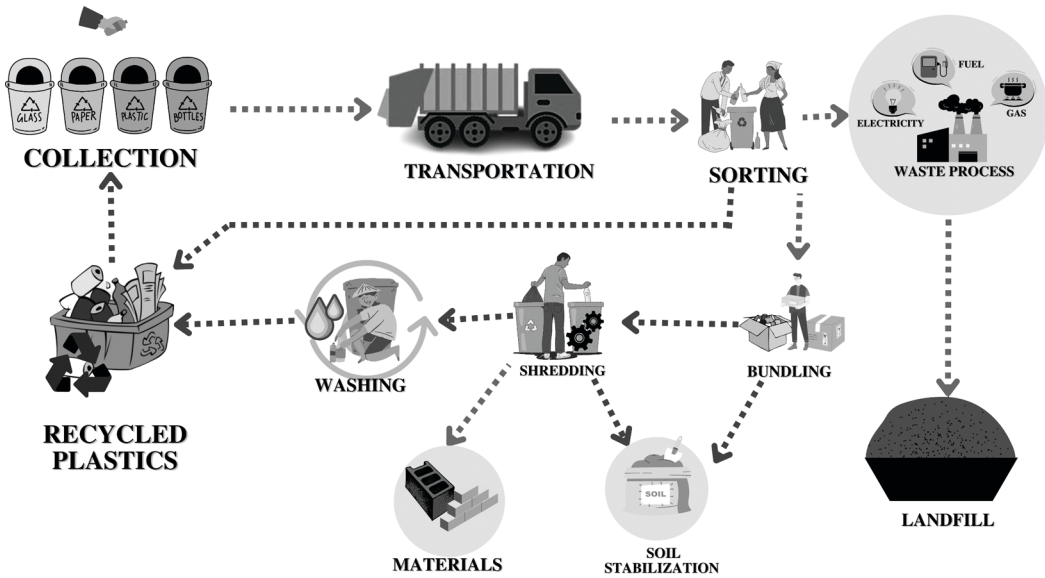 FUEL
GAS
ELECTRICITY
GLASS
PAPER
PLASTIC
BOTTLES
COLLECTION
TRANSPORTATION
SORTING
WASTE PROCESS
WASHING
SHREDDING
BUNDLING
RECYCLED
PLASTICS
SOIL
MATERIALS
SOIL
STABILIZATION
LANDFILL